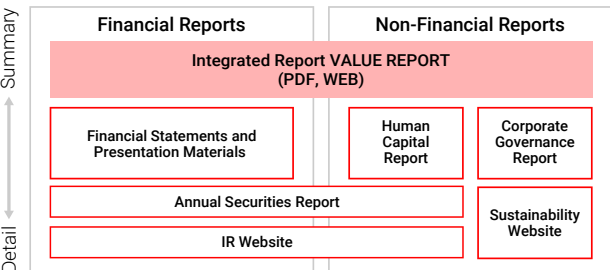 Financial Reports
Non-Financial Reports
Summary
Integrated Report VALUE REPORT
(PDF, WEB)
Financial Statements and
Presentation Materials
Human
Capital
Report
Corporate
Governance
Report
Annual Securities Report
Sustainability
Website
IR Website
Detail